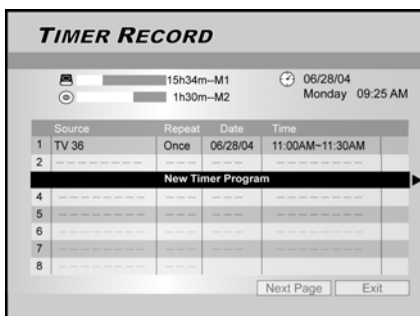 TIMER RECORD
15h34m--M1
1h30m--M2
06/28/04
Monday 09:25 AM
Source Repeat Date Time
1 TV 36 Once 06/28/04 11:00AM~11:30AM
2 -------- --- --- --------
New Timer Program
4 -------- --- --- --------
5 -------- --- --- --------
6 -------- --- --- --------
7 -------- --- --- --------
8 -------- --- --- --------
Next Page Exit